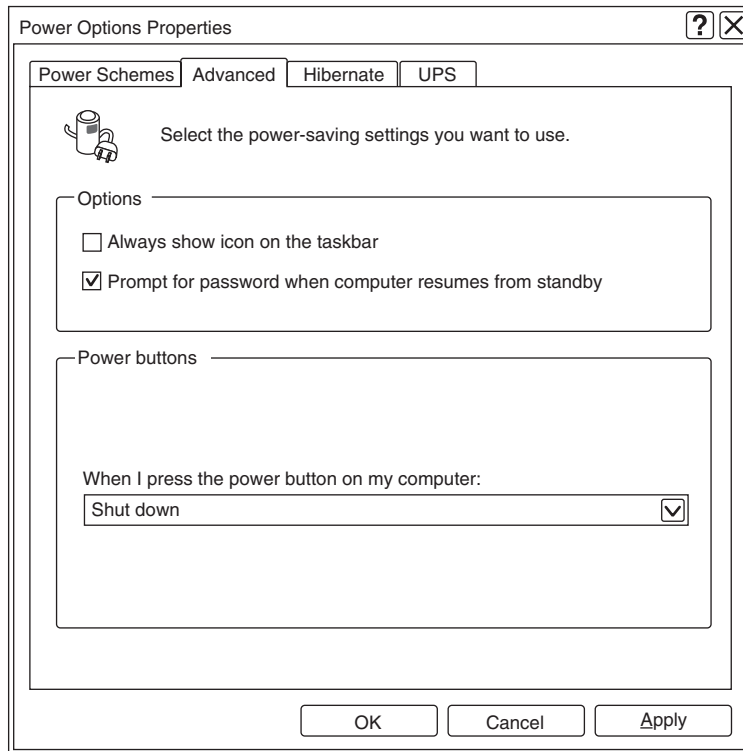 Power Options Properties ?
Power Schemes Advanced Hibernate UPS
Select the power-saving settings you want to use.
Options
Always show icon on the taskbar
Prompt for password when computer resumes from standby
Power buttons
When I press the power button on my computer:
Shut down
OK Cancel Apply